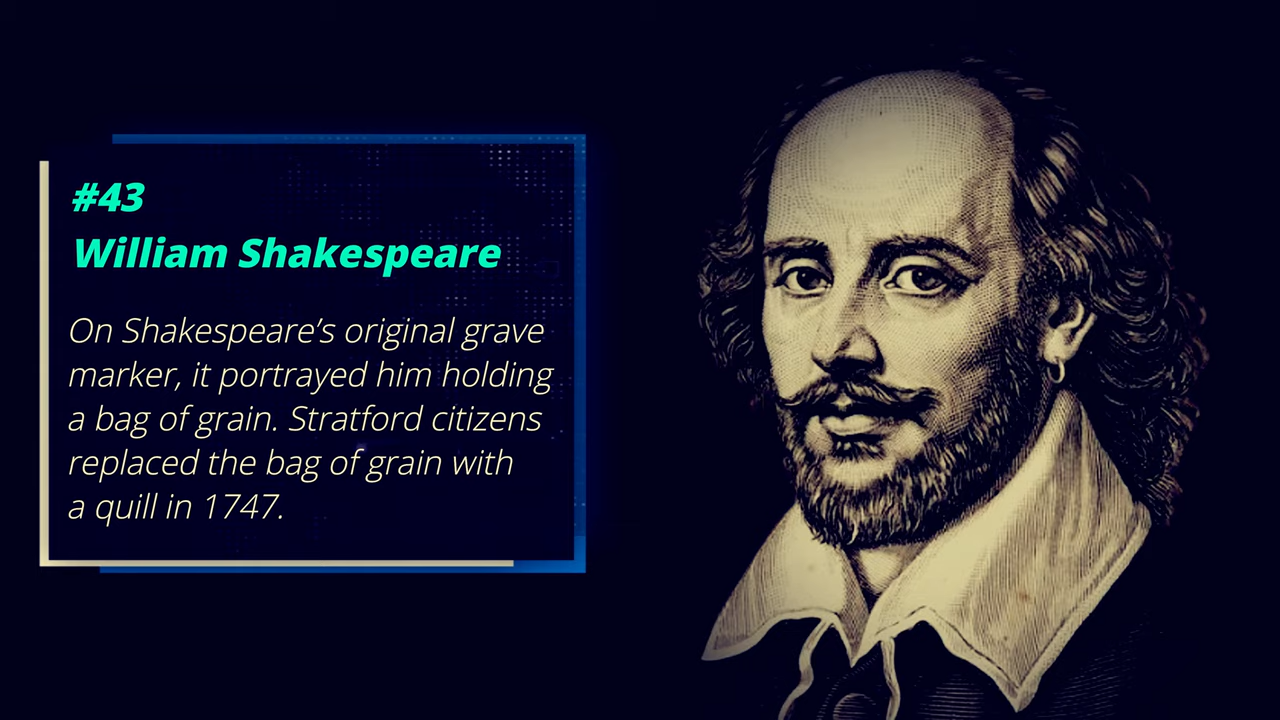 #43
William Shakespeare
On Shakespeare’s original grave
marker, it portrayed him holding
a bag of grain. Stratford citizens
replaced the bag of grain with
a quill in 1747.